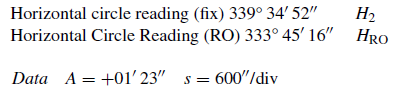 Horizontal circle reading (fix) 339° 34′ 52″ H₂
Horizontal Circle Reading (RO) 333° 45′ 16″ H_RO
Data A = +01′ 23″ s = 600″/div